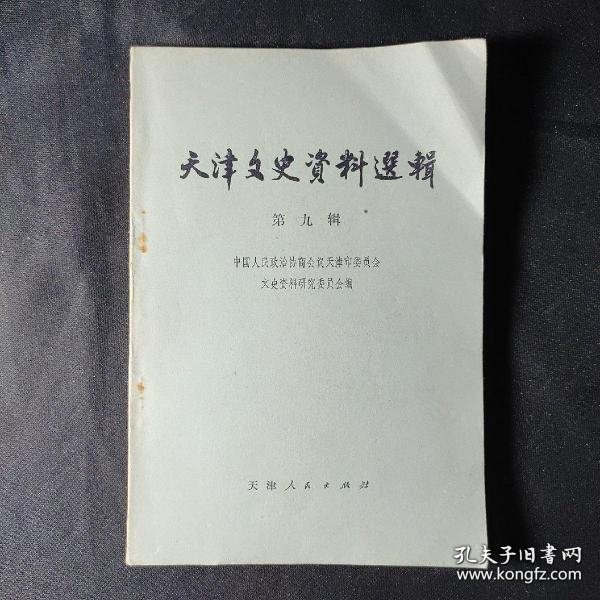 天津文史資料選輯
第九辑
中国人民政治协商会议天津市委员会
文史资料研究委员会编
天津人民出版社
孔夫子旧书网
www.kongfz.com